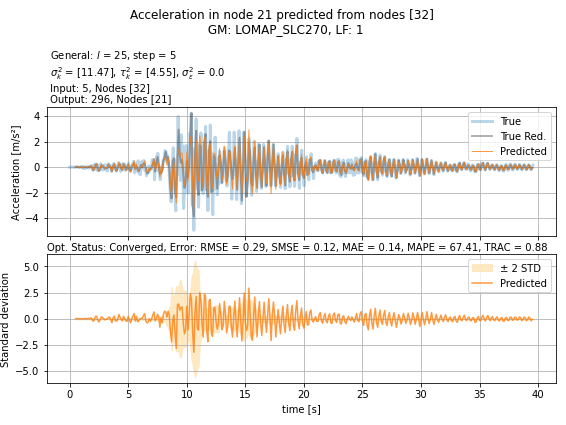 Acceleration in node 21 predicted from nodes [32]
GM: LOMAP_SLC270, LF: 1
General: l = 25, step = 5
σ²ₖ = [11.47], τ²ₖ = [4.55], σ²ε = 0.0
Input: 5, Nodes [32]
Output: 296, Nodes [21]
Acceleration [m/s²]
4
2
0
−2
−4
True
True Red.
Predicted
Opt. Status: Converged, Error: RMSE = 0.29, SMSE = 0.12, MAE = 0.14, MAPE = 67.41, TRAC = 0.88
Standard deviation
5.0
2.5
0.0
−2.5
−5.0
± 2 STD
Predicted
0 5 10 15 20 25 30 35 40
time [s]